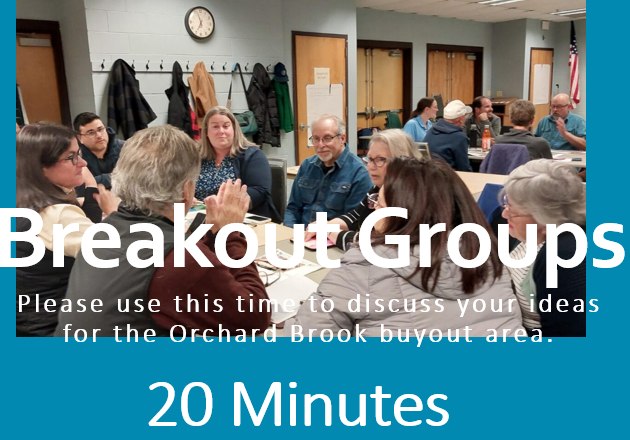 Breakout Groups
Please use this time to discuss your ideas
for the Orchard Brook buyout area.
20 Minutes